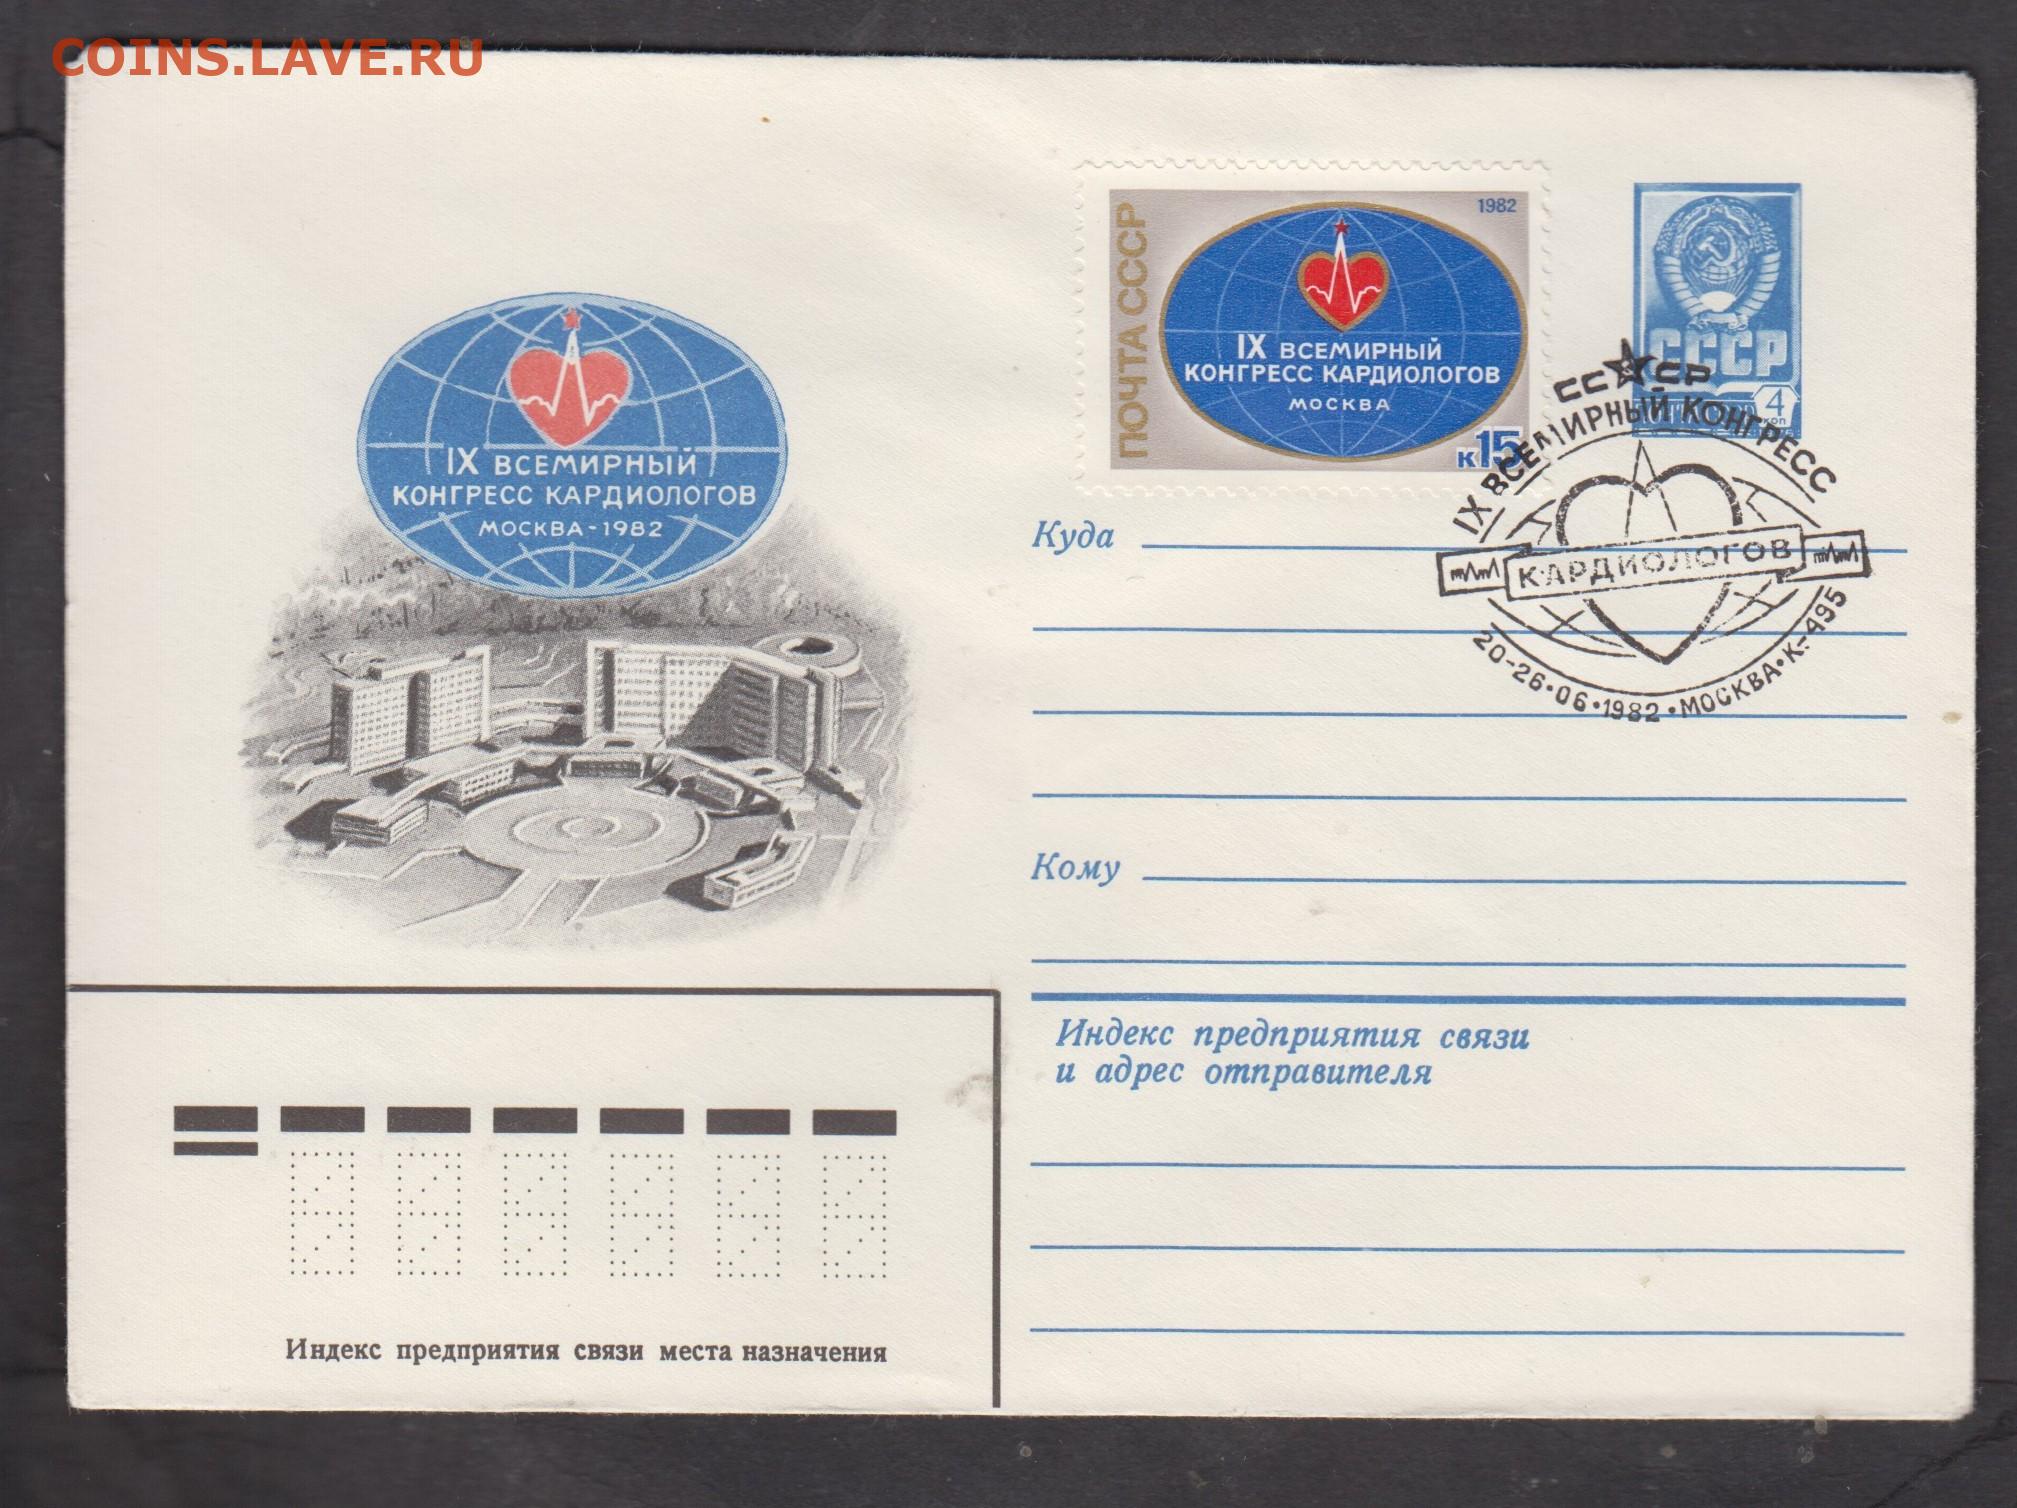 COINS.LAVE.RU
IX ВСЕМИРНЫЙ
КОНГРЕСС КАРДИОЛОГОВ
МОСКВА-1982
ПОЧТА СССР
1982
IX ВСЕМИРНЫЙ
КОНГРЕСС КАРДИОЛОГОВ
МОСКВА
к15
СССР
4
коп
СССР
IX ВСЕМИРНЫЙ КОНГРЕСС
КАРДИОЛОГОВ
20-26•06•1982•МОСКВА•К-495
Куда
Кому
Индекс предприятия связи
и адрес отправителя
Индекс предприятия связи места назначения